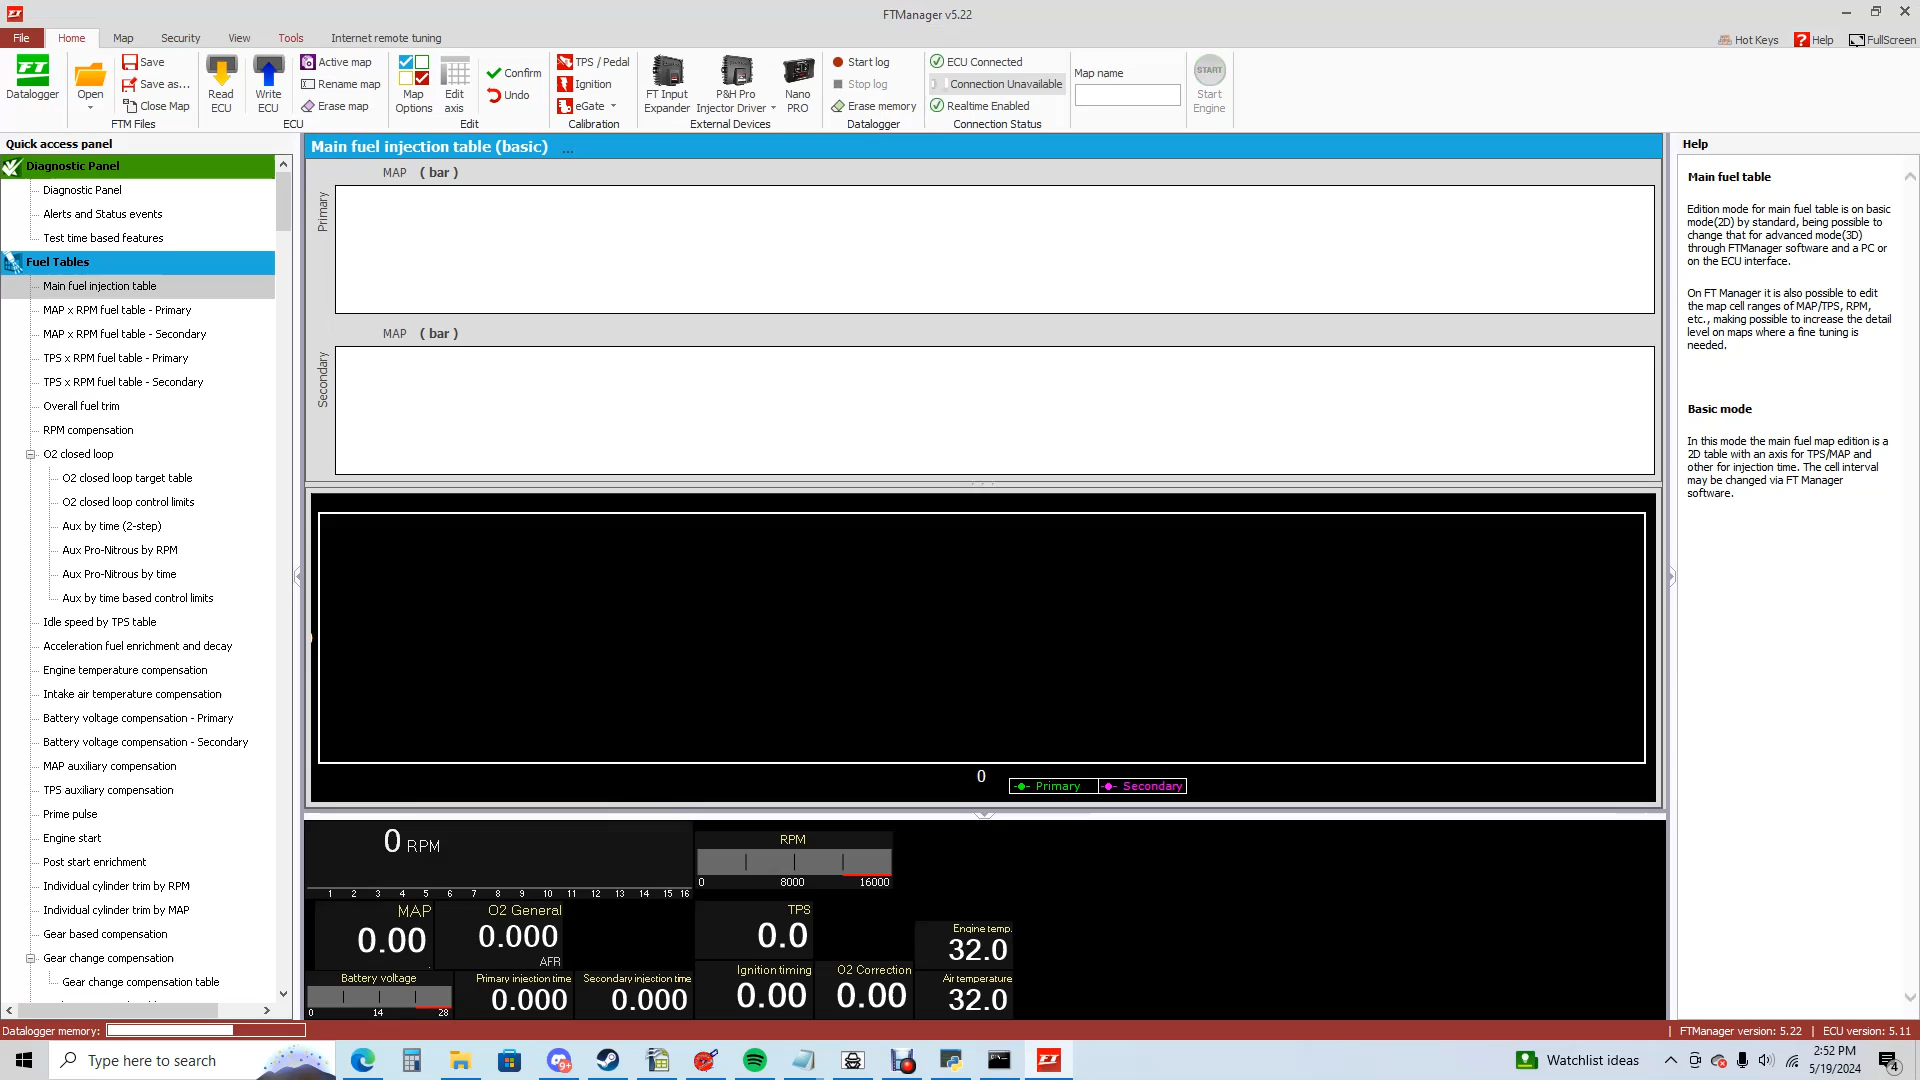 FT
FTManager v5.22
File
Home
Map
Security
View
Tools
Internet remote tuning
Hot Keys
Help
FullScreen
FT
Datalogger
Open
Save
Save as...
Close Map
FTM Files
Read
ECU
Write
ECU
Active map
Rename map
Erase map
ECU
Map
Options
Edit
axis
Confirm
Undo
Edit
TPS / Pedal
Ignition
eGate
Calibration
FT Input
Expander
P&H Pro
Injector Driver
Nano
PRO
External Devices
Start log
Stop log
Erase memory
Datalogger
ECU Connected
Connection Unavailable
Realtime Enabled
Connection Status
Map name
START
Start
Engine
Quick access panel
Diagnostic Panel
Diagnostic Panel
Alerts and Status events
Test time based features
Fuel Tables
Main fuel injection table
MAP x RPM fuel table - Primary
MAP x RPM fuel table - Secondary
TPS x RPM fuel table - Primary
TPS x RPM fuel table - Secondary
Overall fuel trim
RPM compensation
O2 closed loop
O2 closed loop target table
O2 closed loop control limits
Aux by time (2-step)
Aux Pro-Nitrous by RPM
Aux Pro-Nitrous by time
Aux by time based control limits
Idle speed by TPS table
Acceleration fuel enrichment and decay
Engine temperature compensation
Intake air temperature compensation
Battery voltage compensation - Primary
Battery voltage compensation - Secondary
MAP auxiliary compensation
TPS auxiliary compensation
Prime pulse
Engine start
Post start enrichment
Individual cylinder trim by RPM
Individual cylinder trim by MAP
Gear based compensation
Gear change compensation
Gear change compensation table
Main fuel injection table (basic) ...
MAP ( bar )
Primary
MAP ( bar )
Secondary
0
Primary
Secondary
0 RPM
1 2 3 4 5 6 7 8 9 10 11 12 13 14 15 16
RPM
0 8000 16000
MAP
0.00
O2 General
0.000
AFR
TPS
0.0
Engine temp.
32.0
Battery voltage
0 14 28
Primary injection time
0.000
Secondary injection time
0.000
Ignition timing
0.00
O2 Correction
0.00
Air temperature
32.0
Help
Main fuel table
Edition mode for main fuel table is on basic
mode(2D) by standard, being possible to
change that for advanced mode(3D)
through FTManager software and a PC or
on the ECU interface.
On FT Manager it is also possible to edit
the map cell ranges of MAP/TPS, RPM,
etc., making possible to increase the detail
level on maps where a fine tuning is
needed.
Basic mode
In this mode the main fuel map edition is a
2D table with an axis for TPS/MAP and
other for injection time. The cell interval
may be changed via FT Manager
software.
Datalogger memory:
| FTManager version: 5.22 | ECU version: 5.11
Type here to search
9+
FT
Watchlist ideas
2:52 PM
5/19/2024
4